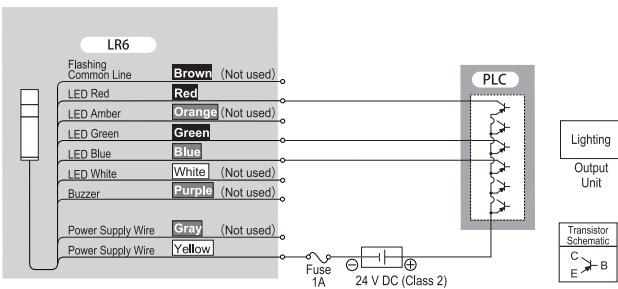 LR6
Flashing
Common Line Brown (Not used)
LED Red Red
LED Amber Orange (Not used)
LED Green Green
LED Blue Blue
LED White White (Not used)
Buzzer Purple (Not used)
Power Supply Wire Gray (Not used)
Power Supply Wire Yellow
Fuse
1A
24 V DC (Class 2)
PLC
Lighting
Output
Unit
Transistor
Schematic
C
B
E